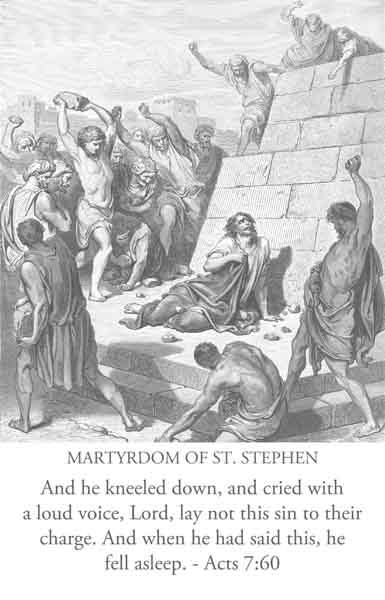 MARTYRDOM OF ST. STEPHEN
And he kneeled down, and cried with
a loud voice, Lord, lay not this sin to their
charge. And when he had said this, he
fell asleep. - Acts 7:60